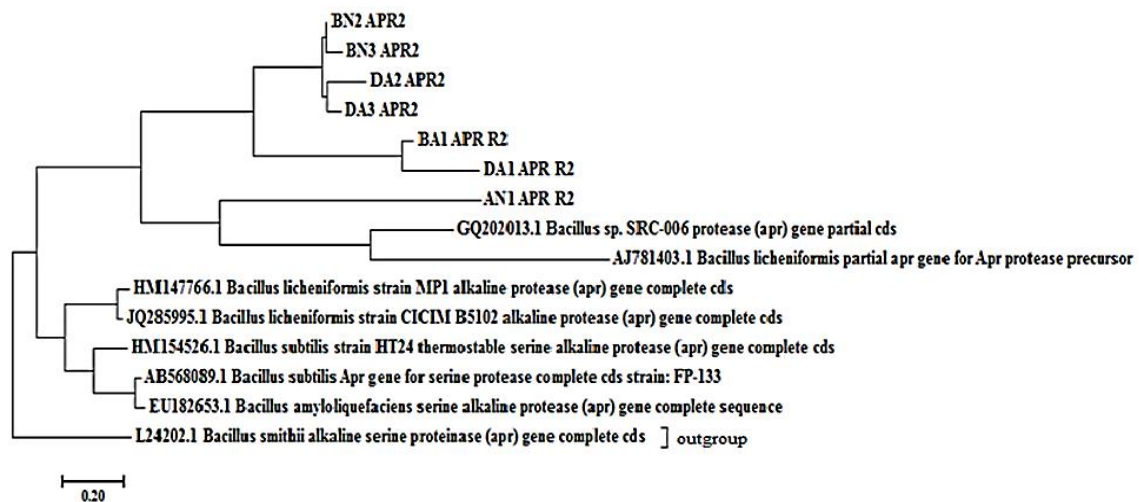 BN2 APR2
BN3 APR2
DA2 APR2
DA3 APR2
BA1 APR R2
DA1 APR R2
AN1 APR R2
GQ202013.1 Bacillus sp. SRC-006 protease (apr) gene partial cds
AJ781403.1 Bacillus licheniformis partial apr gene for Apr protease precursor
HM147766.1 Bacillus licheniformis strain MP1 alkaline protease (apr) gene complete cds
JQ285995.1 Bacillus licheniformis strain CICIM B5102 alkaline protease (apr) gene complete cds
HM154526.1 Bacillus subtilis strain HT24 thermostable serine alkaline protease (apr) gene complete cds
AB568089.1 Bacillus subtilis Apr gene for serine protease complete cds strain: FP-133
EU182653.1 Bacillus amyloliquefaciens serine alkaline protease (apr) gene complete sequence
L24202.1 Bacillus smithii alkaline serine proteinase (apr) gene complete cds ] outgroup
0.20